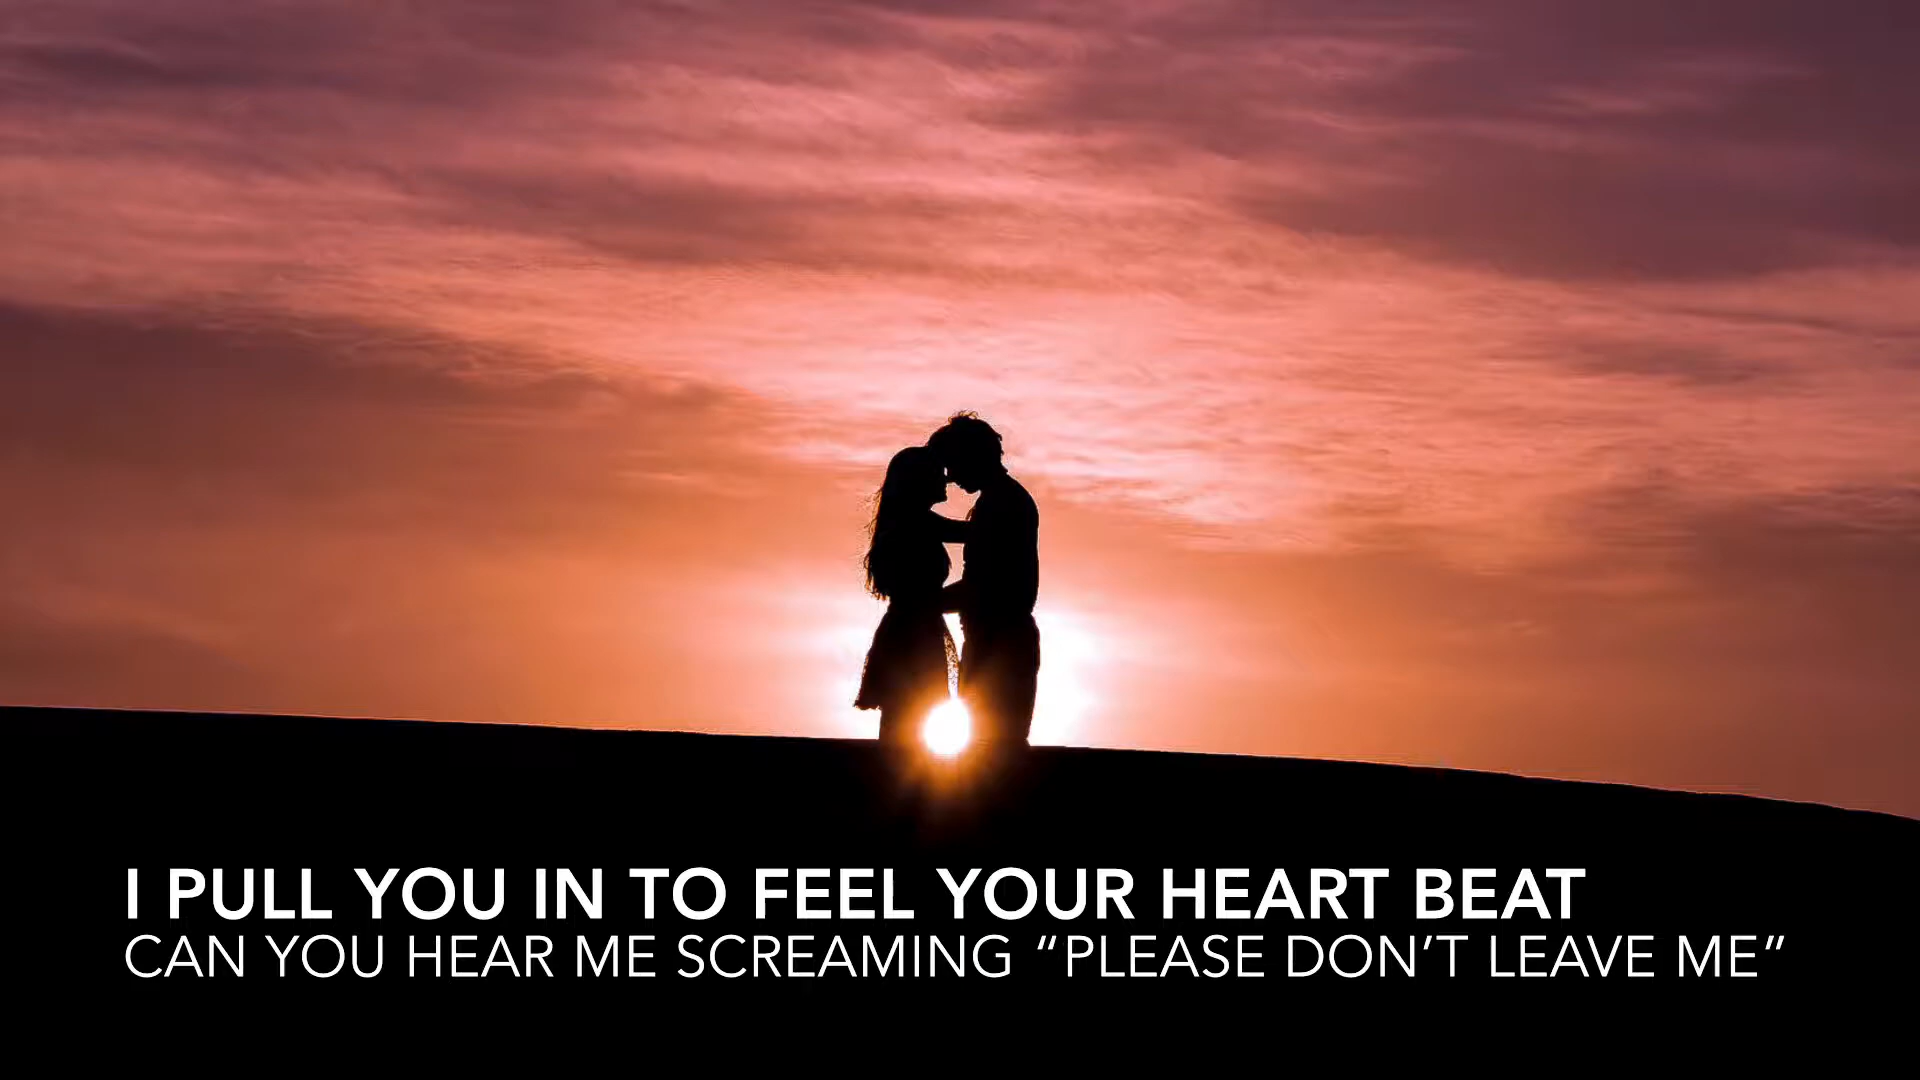 I PULL YOU IN TO FEEL YOUR HEART BEAT
CAN YOU HEAR ME SCREAMING “PLEASE DON’T LEAVE ME”